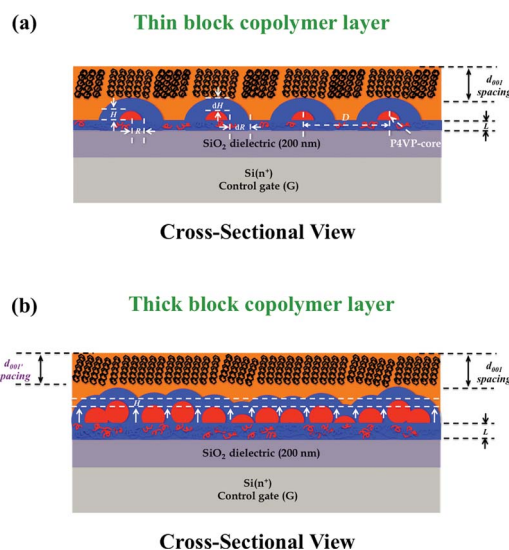 (a)
Thin block copolymer layer
d001
spacing
H
dH
D
L
R
dR
P4VP-core
SiO2 dielectric (200 nm)
Si(n+)
Control gate (G)
Cross-Sectional View
(b)
Thick block copolymer layer
d001'
pacing
d001
spacing
L
SiO2 dielectric (200 nm)
Si(n+)
Control gate (G)
Cross-Sectional View